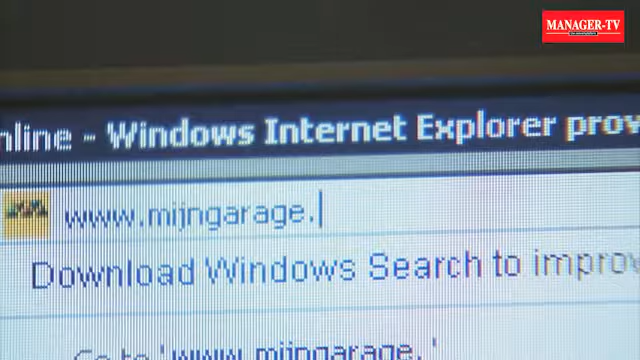 MANAGER-TV
nline - Windows Internet Explorer prov
www.mijngarage.
Download Windows Search to improv
Go to 'www.mijngarage.'